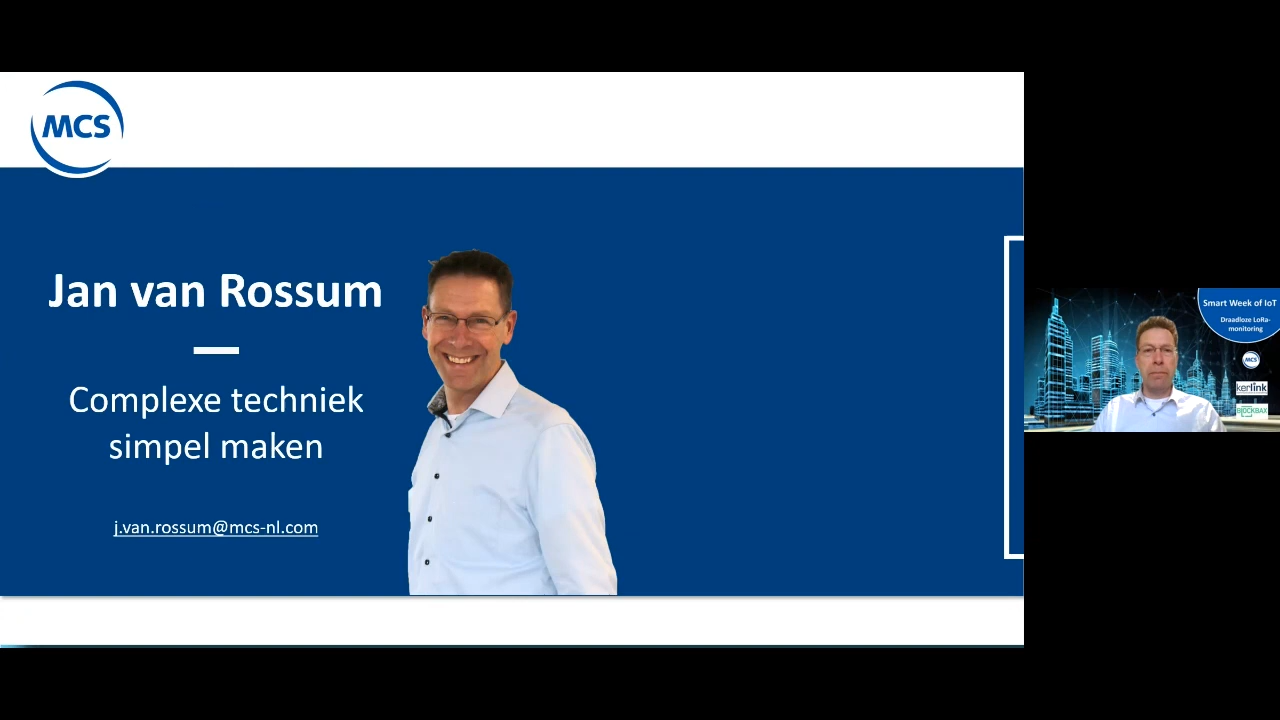 MCS
Jan van Rossum
Complexe techniek
simpel maken
j.van.rossum@mcs-nl.com
Smart Week of IoT
Draadloze LoRa-
monitoring
MCS
kerlink
BLOCKBAX